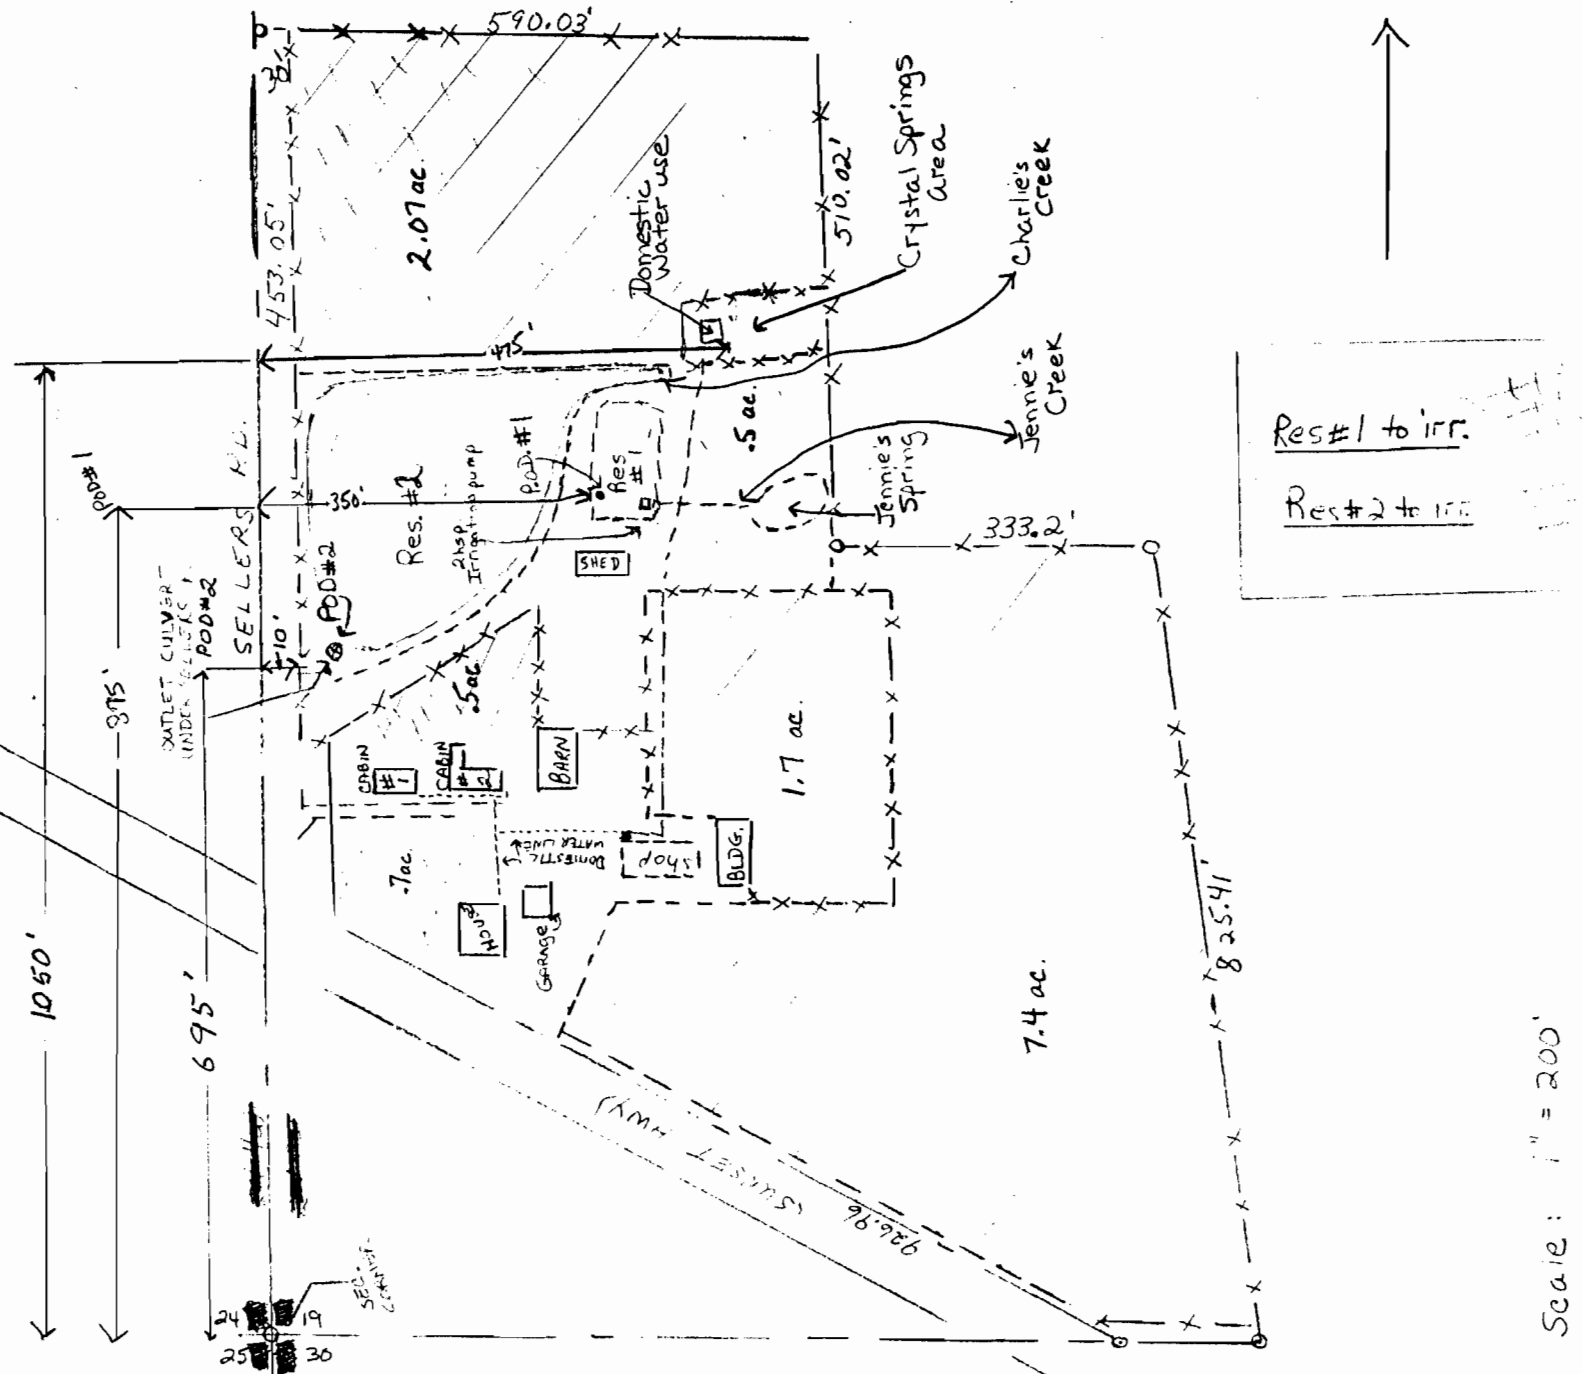 590.03'
30'
453.05'
2.07 ac.
Domestic
Water use
510.02'
Crystal Springs
area
Charlie's
Creek
475'
.5 ac.
Jennie's
Creek
Jennie's
Spring
Res #1 to irr.
Res #2 to irr.
POD#1
SELLERS RD.
350'
Res. #2
2hsp
Irrigation pump
P.O.D. #1
Res
#1
SHED
333.2'
OUTLET CULVERT
UNDER SELLERS
POD#2
10'
POD#2
875'
.5 ac.
CABIN
#1
CABIN
#2
BARN
1.7 ac.
DOMESTIC
WATER LINE
Shop
BLDG.
.7 ac.
HOUSE
GARAGE
1050'
695'
825.41'
7.4 ac.
(SUNSET HWY)
926.96
SEC.
24
19
25
30
Scale: 1" = 200'